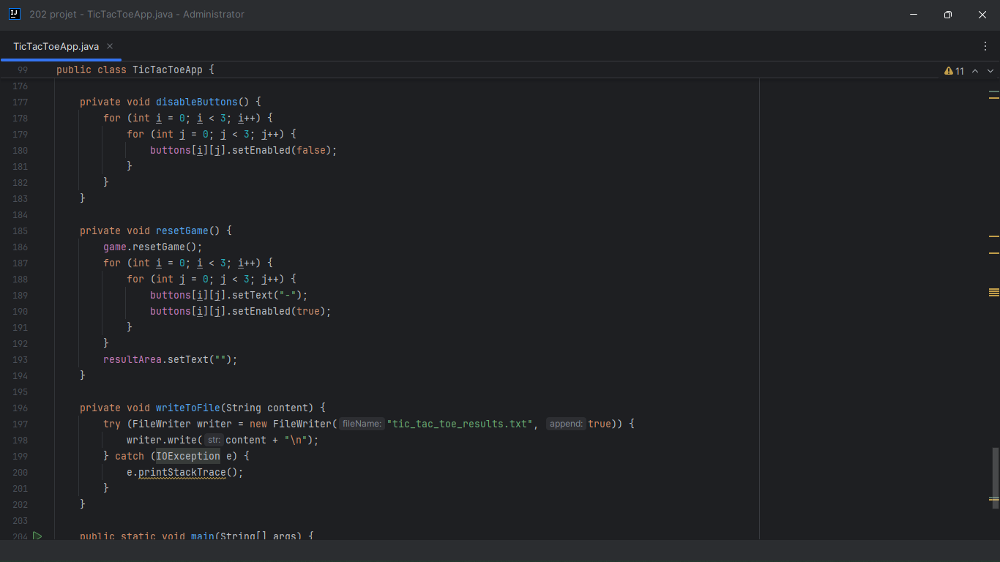 202 projet - TicTacToeApp.java - Administrator
TicTacToeApp.java
99 public class TicTacToeApp {
11
176
177 private void disableButtons() {
178 for (int i = 0; i < 3; i++) {
179 for (int j = 0; j < 3; j++) {
180 buttons[i][j].setEnabled(false);
181 }
182 }
183 }
184
185 private void resetGame() {
186 game.resetGame();
187 for (int i = 0; i < 3; i++) {
188 for (int j = 0; j < 3; j++) {
189 buttons[i][j].setText("-");
190 buttons[i][j].setEnabled(true);
191 }
192 }
193 resultArea.setText("");
194 }
195
196 private void writeToFile(String content) {
197 try (FileWriter writer = new FileWriter( fileName: "tic_tac_toe_results.txt", append: true)) {
198 writer.write( str: content + "\n");
199 } catch (IOException e) {
200 e.printStackTrace();
201 }
202 }
203
204 public static void main(String[] args) {